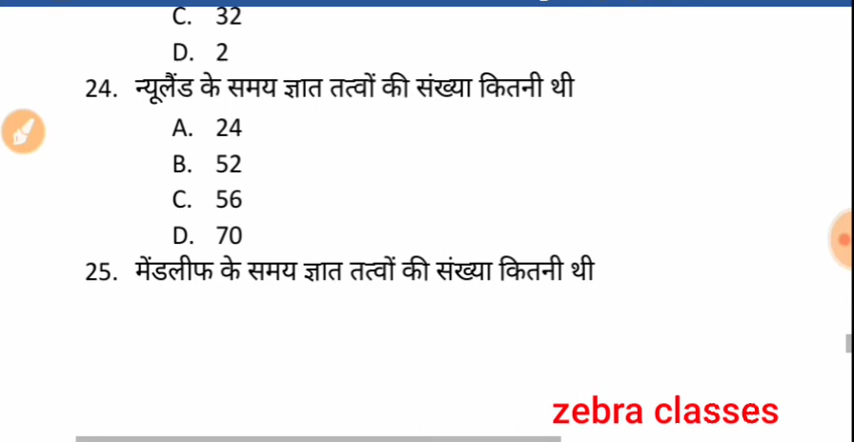 C. 32
D. 2
24. न्यूलैंड के समय ज्ञात तत्वों की संख्या कितनी थी
A. 24
B. 52
C. 56
D. 70
25. मेंडलीफ के समय ज्ञात तत्वों की संख्या कितनी थी
zebra classes